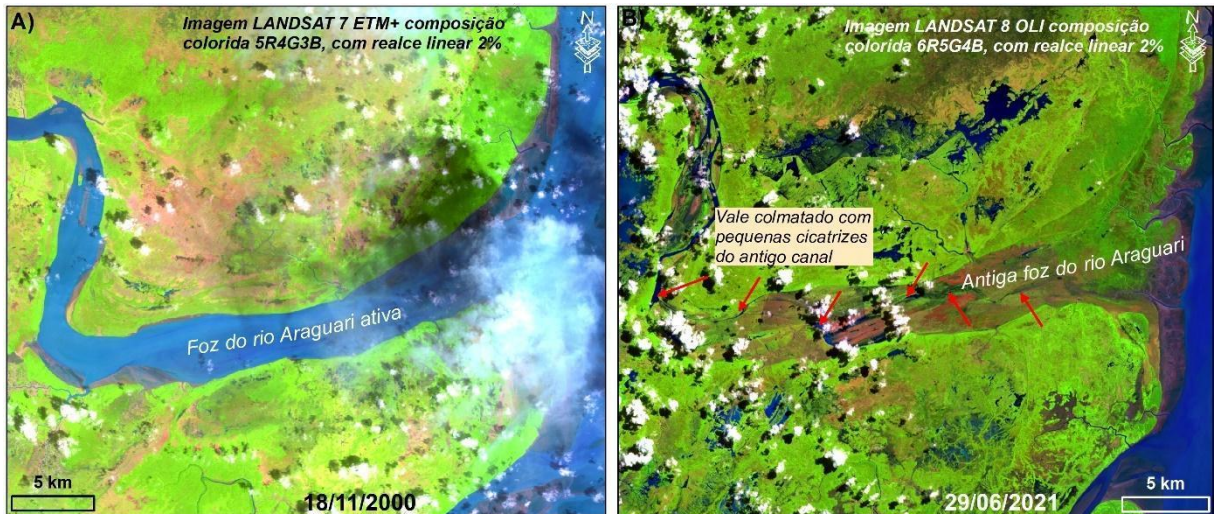 A)
Imagem LANDSAT 7 ETM+ composição
colorida 5R4G3B, com realce linear 2%
N
Foz do rio Araguari ativa
5 km
18/11/2000
B)
Imagem LANDSAT 8 OLI composição
colorida 6R5G4B, com realce linear 2%
N
Vale colmatado com
pequenas cicatrizes
do antigo canal
Antiga foz do rio Araguari
29/06/2021
5 km